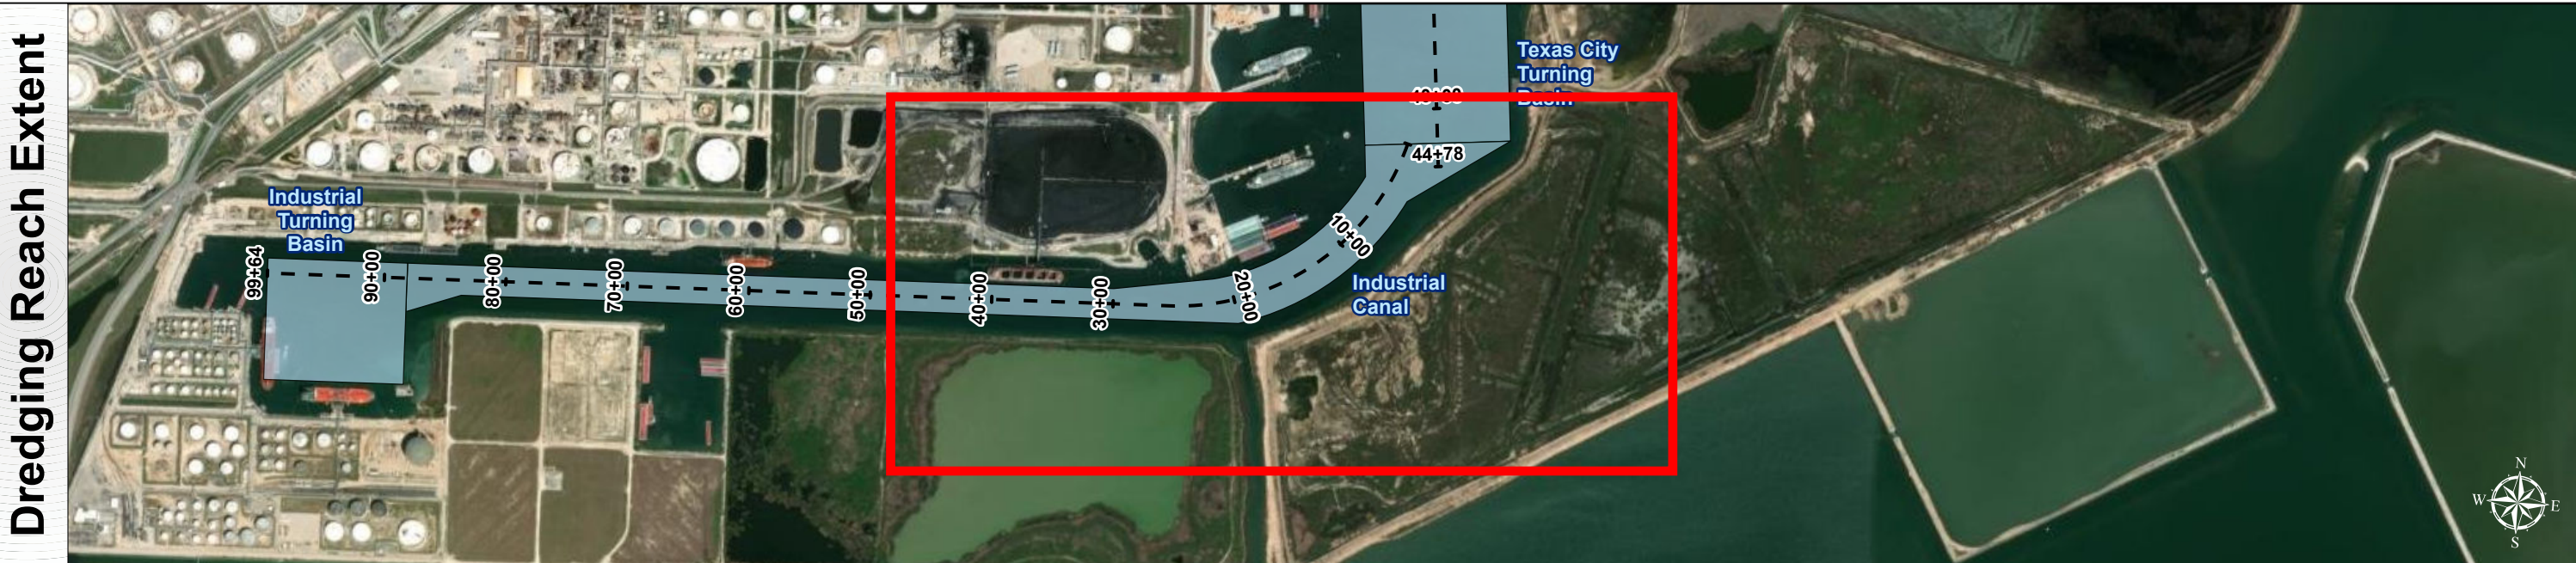 Dredging Reach Extent
Texas City
Turning
Basin
44+78
Industrial
Turning
Basin
99+64
90+00
80+00
70+00
60+00
50+00
40+00
30+00
20+00
10+00
Industrial
Canal
N
W
E
S